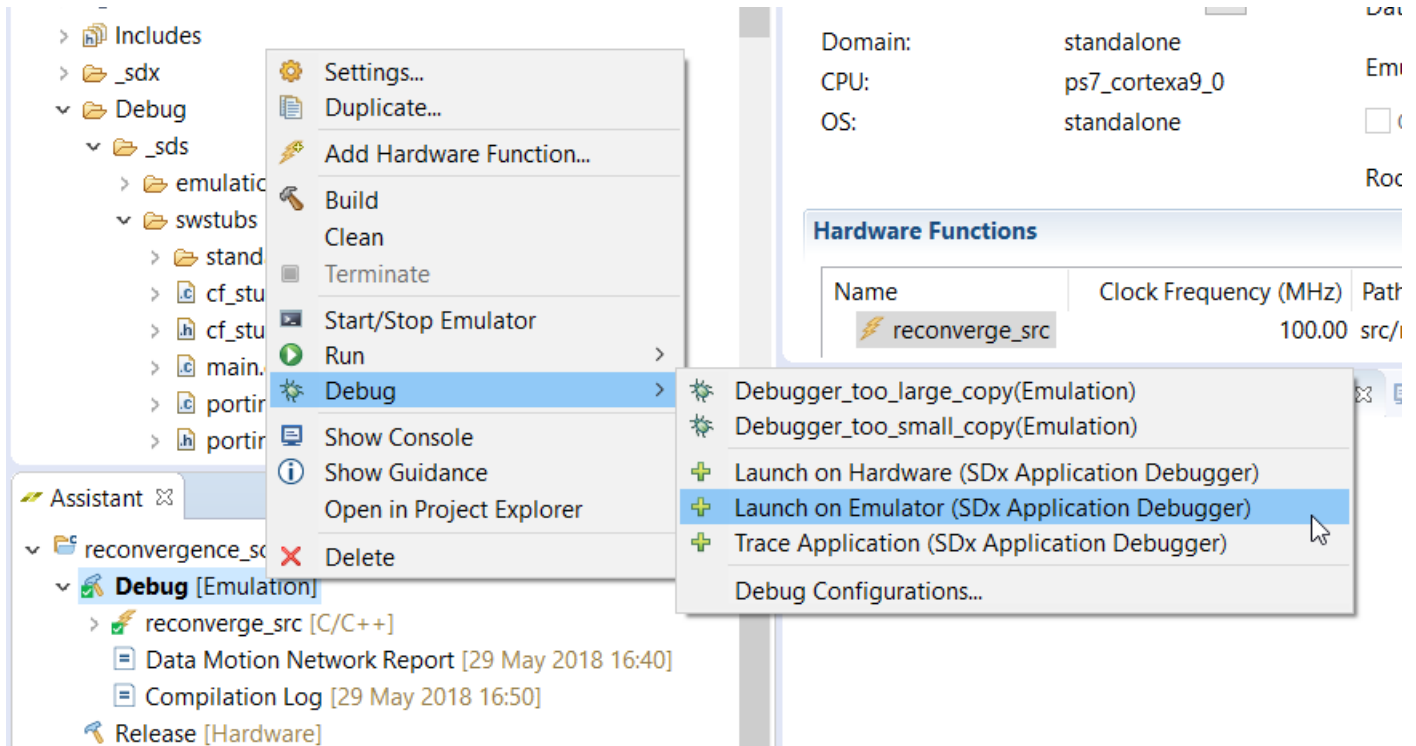 Includes
_sdx
Debug
_sds
emulatic
swstubs
stand
cf_stu
cf_stu
main.
portir
portir
Settings...
Duplicate...
Add Hardware Function...
Build
Clean
Terminate
Start/Stop Emulator
Run
Debug
Show Console
Show Guidance
Open in Project Explorer
Delete
Debugger_too_large_copy(Emulation)
Debugger_too_small_copy(Emulation)
Launch on Hardware (SDx Application Debugger)
Launch on Emulator (SDx Application Debugger)
Trace Application (SDx Application Debugger)
Debug Configurations...
Domain: standalone
CPU: ps7_cortexa9_0
OS: standalone
Emu
Roo
Hardware Functions
Name Clock Frequency (MHz) Path
reconverge_src 100.00 src/r
Assistant
reconvergence_sc
Debug [Emulation]
reconverge_src [C/C++]
Data Motion Network Report [29 May 2018 16:40]
Compilation Log [29 May 2018 16:50]
Release [Hardware]